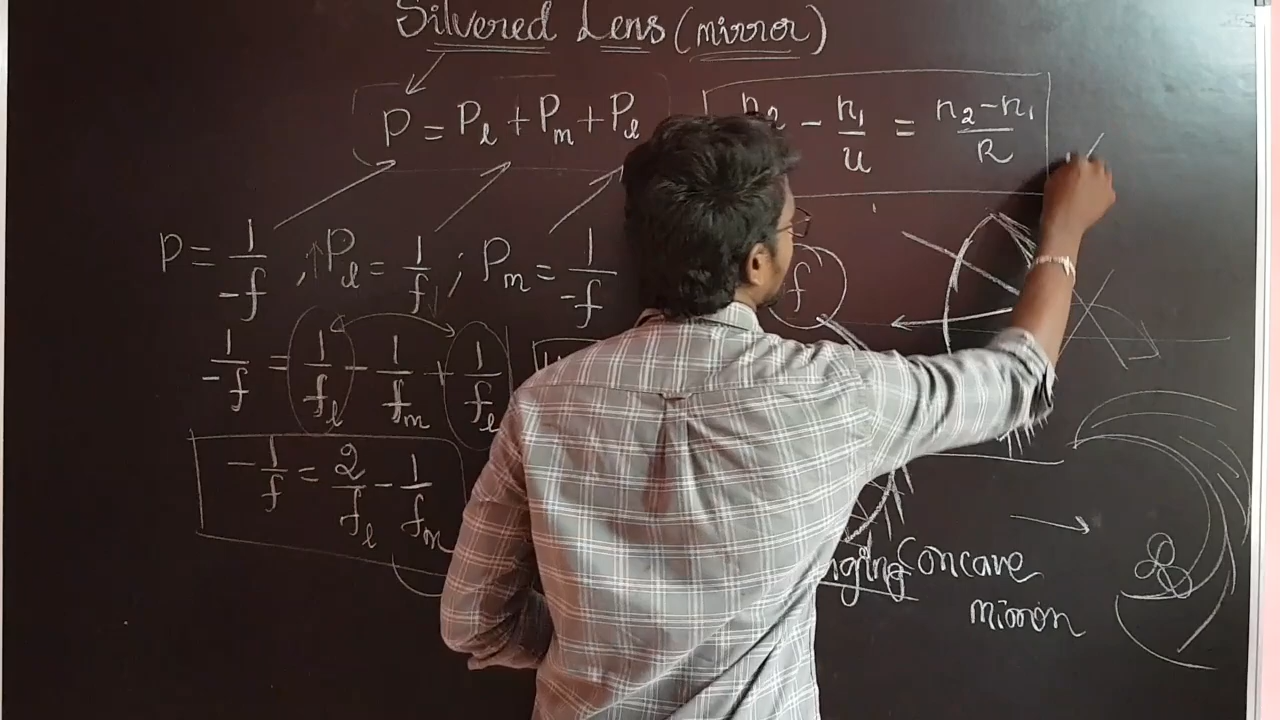 Silvered Lens (mirror)
P = Pℓ + Pm + Pℓ
n2 - n1/u = n2-n1/R
P = 1/-f , ↑Pℓ = 1/f ↓ ; Pm = 1/-f
f
1/-f = 1/fℓ - 1/fm + 1/fℓ
-1/f = 2/fℓ - 1/fm
Concave
mirror